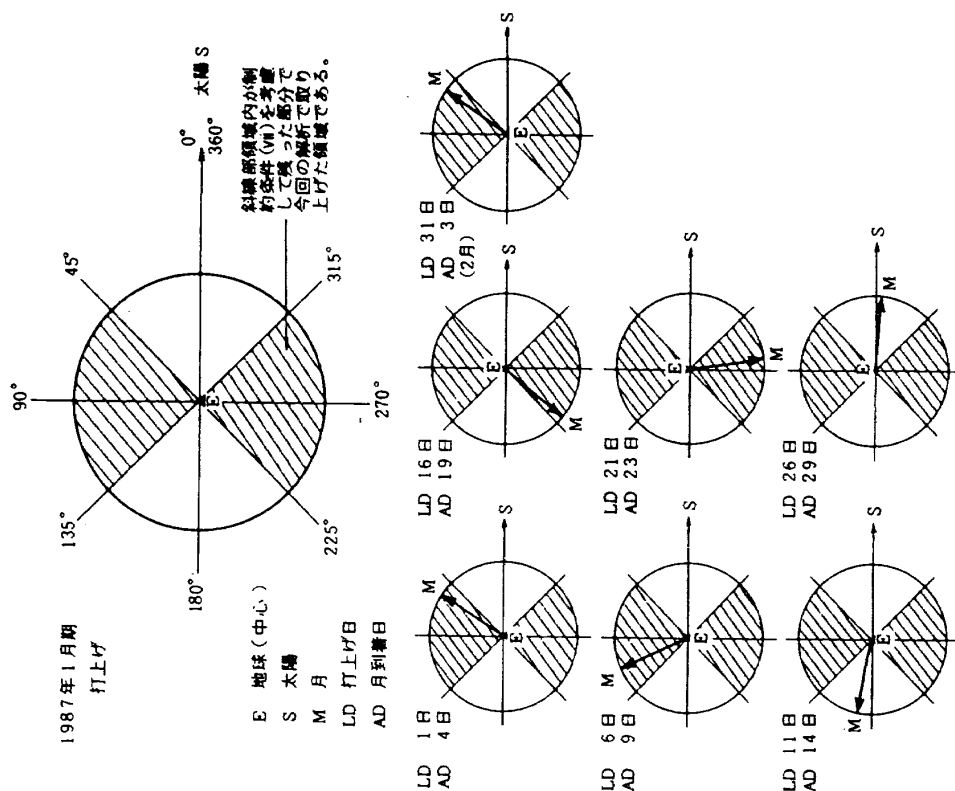 1987年1月期
打上げ
90°
135°
45°
180°
0°
360°
太陽 S
E
225°
270°
315°
斜線部領域内が制
約条件(Ⅶ)を考慮
して残った部分で
今回の解析で取り
上げた領域である。
E 地球(中心)
S 太陽
M 月
LD 打上げ日
AD 月到着日
LD 1日
AD 4日
M
E
S
LD 6日
AD 9日
M
E
S
LD 11日
AD 14日
M
E
S
LD 16日
AD 19日
M
E
S
LD 21日
AD 23日
M
E
S
LD 26日
AD 29日
M
E
S
LD 31日
AD 3日
(2月)
M
E
S